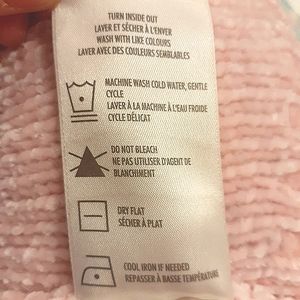 TURN INSIDE OUT
LAVER ET SÉCHER À L'ENVER
WASH WITH LIKE COLOURS
LAVER AVEC DES COULEURS SEMBLABLES
MACHINE WASH COLD WATER, GENTLE
CYCLE
LAVER À LA MACHINE À L'EAU FROIDE
CYCLE DÉLICAT
DO NOT BLEACH
NE PAS UTILISER D'AGENT DE
BLANCHIMENT
DRY FLAT
SÉCHER À PLAT
COOL IRON IF NEEDED
REPASSER À BASSE TEMPÉRATURE